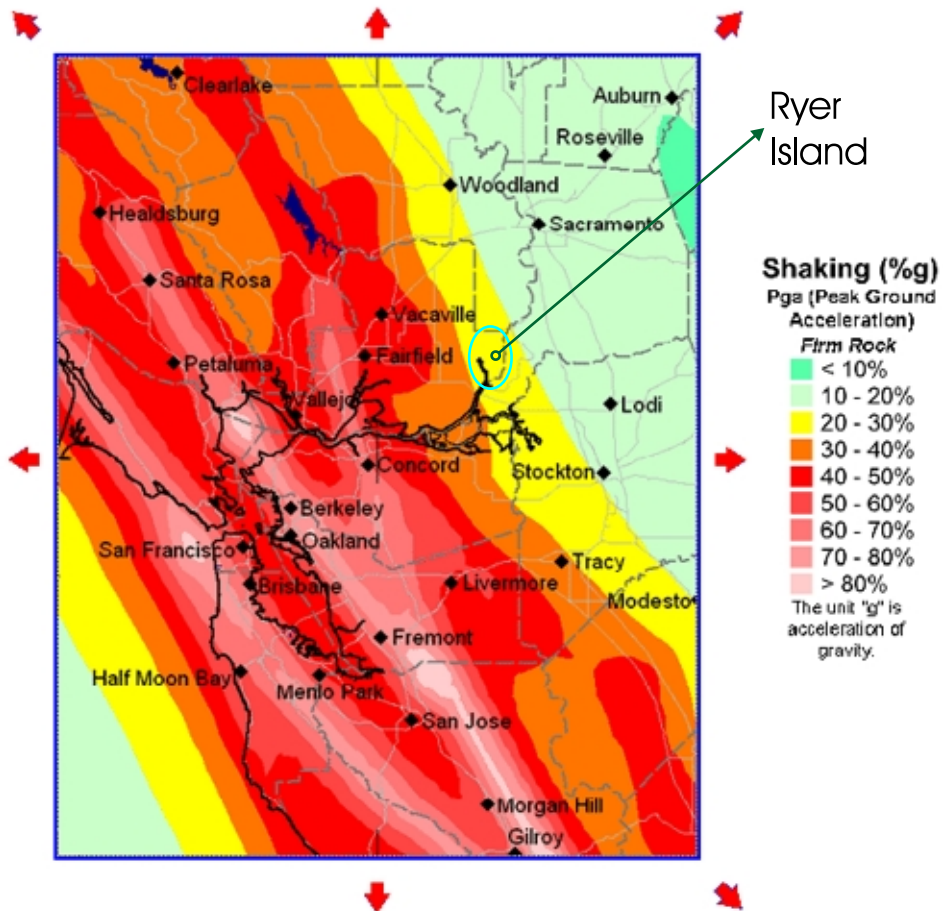 Clearlake
Auburn
Ryer
Island
Roseville
Woodland
Healdsburg
Sacramento
Santa Rosa
Vacaville
Fairfield
Petaluma
Vallejo
Lodi
Concord
Stockton
Berkeley
Oakland
San Francisco
Tracy
Brisbane
Livermore
Modesto
Fremont
Half Moon Bay
Menlo Park
San Jose
Morgan Hill
Gilroy
Shaking (%g)
Pga (Peak Ground
Acceleration)
Firm Rock
< 10%
10 - 20%
20 - 30%
30 - 40%
40 - 50%
50 - 60%
60 - 70%
70 - 80%
> 80%
The unit "g" is
acceleration of
gravity.